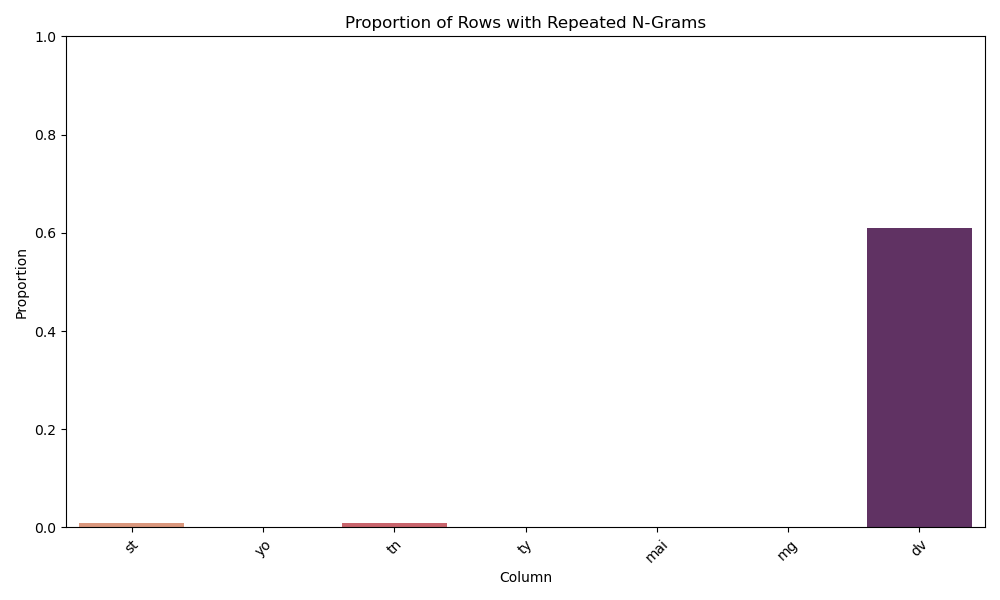 Proportion of Rows with Repeated N-Grams
Proportion
1.0
0.8
0.6
0.4
0.2
0.0
st
yo
tn
ty
mai
mg
dv
Column